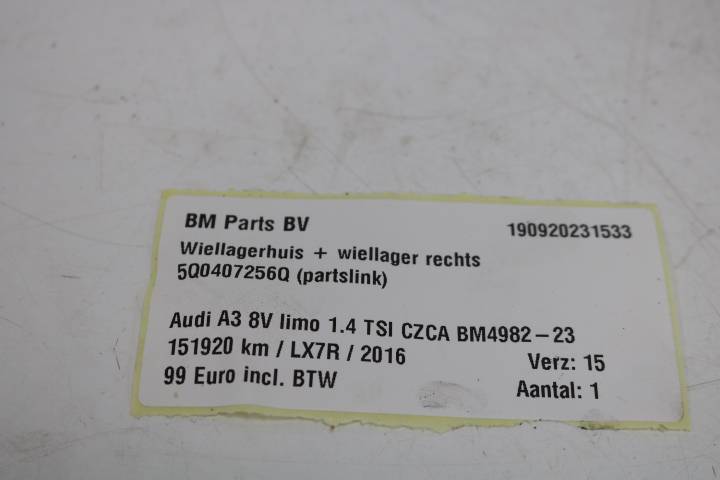 BM Parts BV 190920231533
Wiellagerhuis + wiellager rechts
5Q0407256Q (partslink)
Audi A3 8V limo 1.4 TSI CZCA BM4982-23
151920 km / LX7R / 2016 Verz: 15
99 Euro incl. BTW Aantal: 1